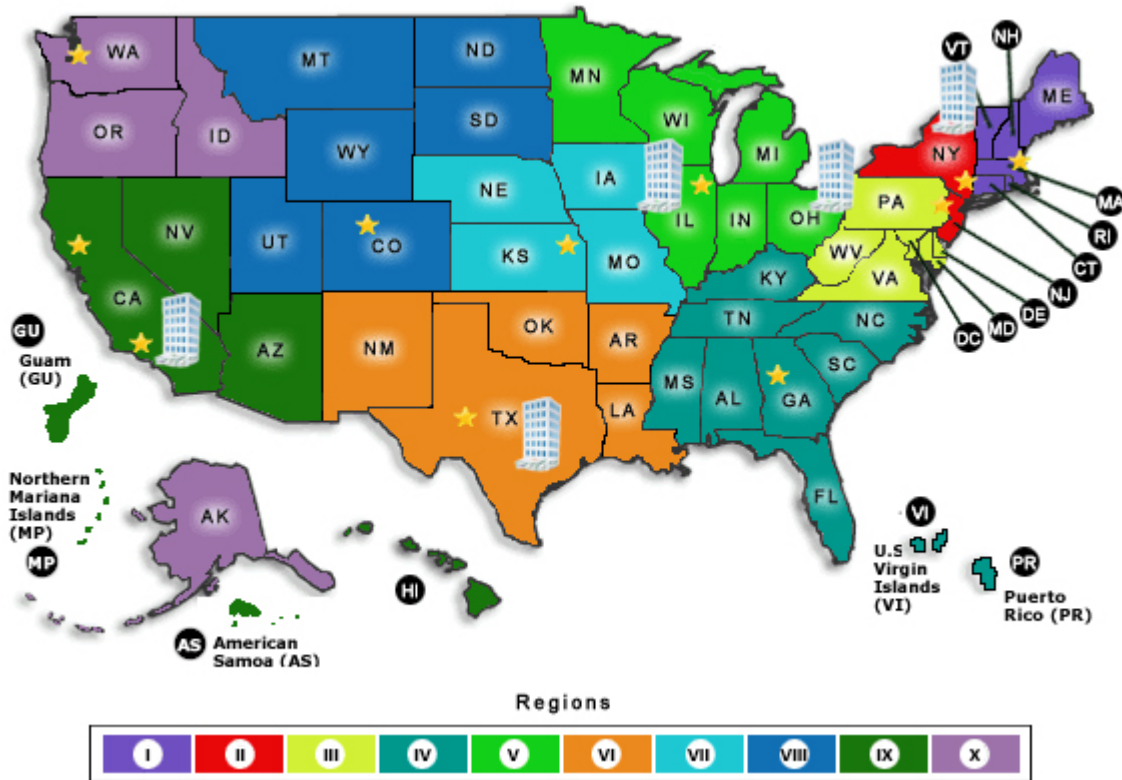 WA
MT
ND
MN
VT
NH
ME
OR
ID
SD
WI
MI
NY
WY
MA
NE
IA
PA
RI
NV
UT
CO
IL
IN
OH
CT
KS
MO
WV
VA
NJ
CA
KY
DE
MD
DC
TN
NC
GU
AZ
NM
OK
AR
SC
Guam
(GU)
MS
AL
GA
TX
LA
Northern
Mariana
Islands
(MP)
AK
FL
VI
MP
U.S
Virgin
Islands
(VI)
PR
HI
Puerto
Rico (PR)
AS
American
Samoa (AS)
Regions
I II III IV V VI VII VIII IX X